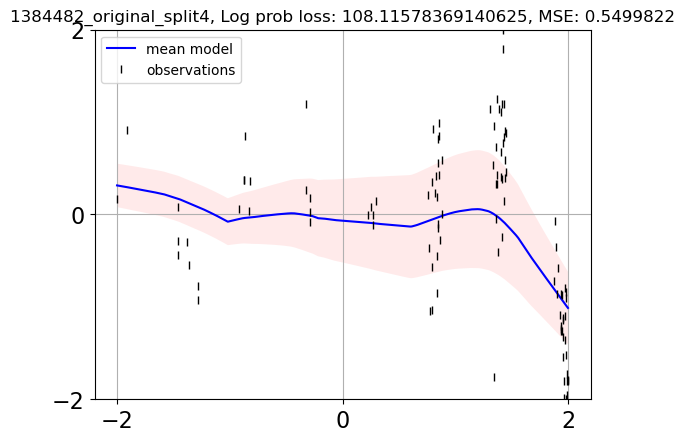 1384482_original_split4, Log prob loss: 108.11578369140625, MSE: 0.5499822
2
mean model
observations
0
−2
−2 0 2